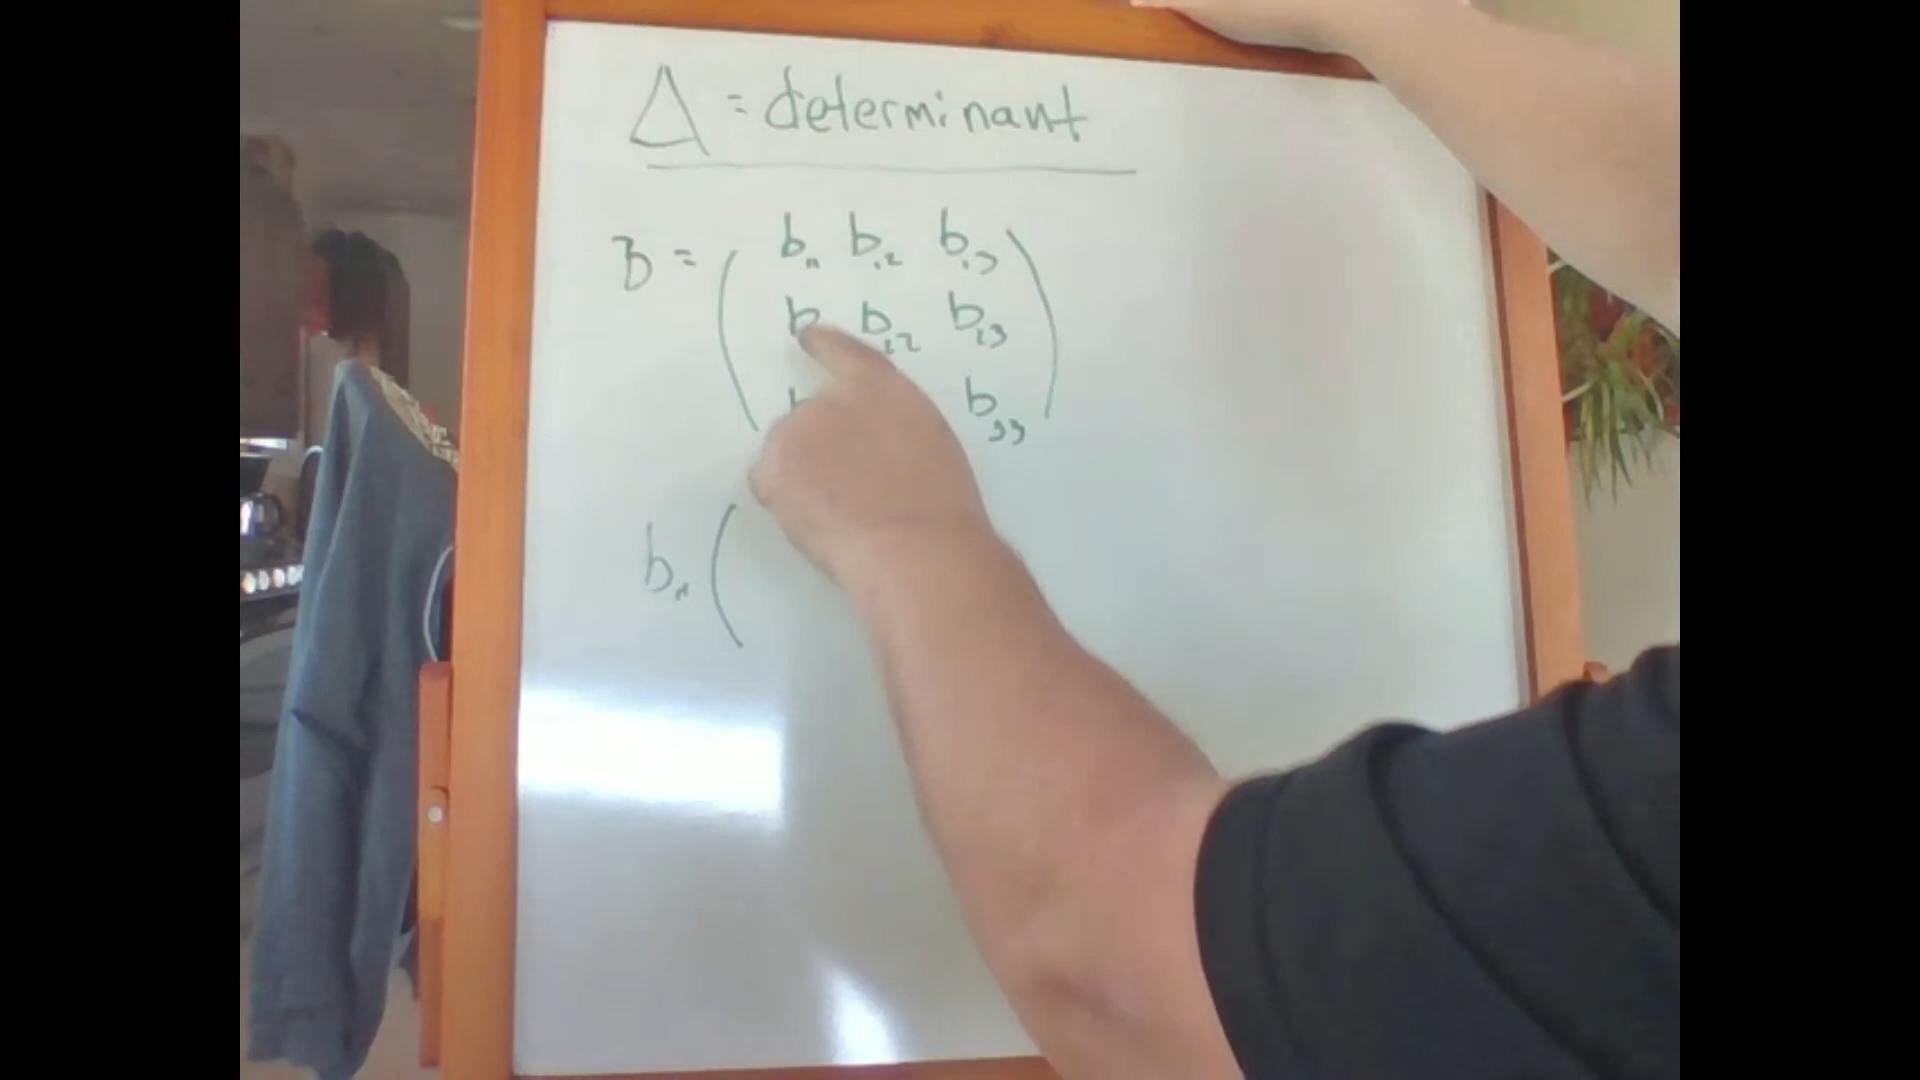 Δ = determinant
B = ( b₁₁ b₁₂ b₁₃ )
b b₂₂ b₂₃
b b₃₃
b₁₁ (